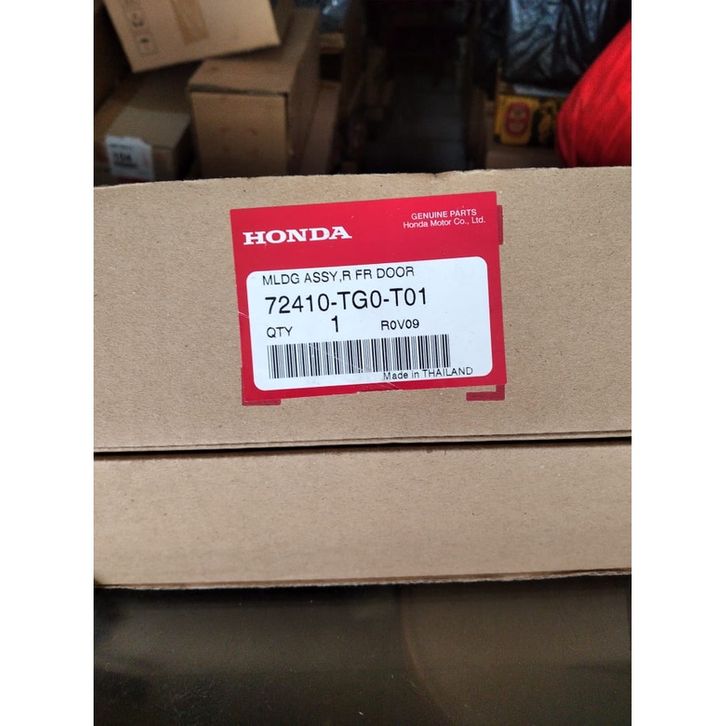 HONDA
GENUINE PARTS
Honda Motor Co., Ltd.
MLDG ASSY,R FR DOOR
72410-TG0-T01
QTY 1 R0V09
Made in THAILAND